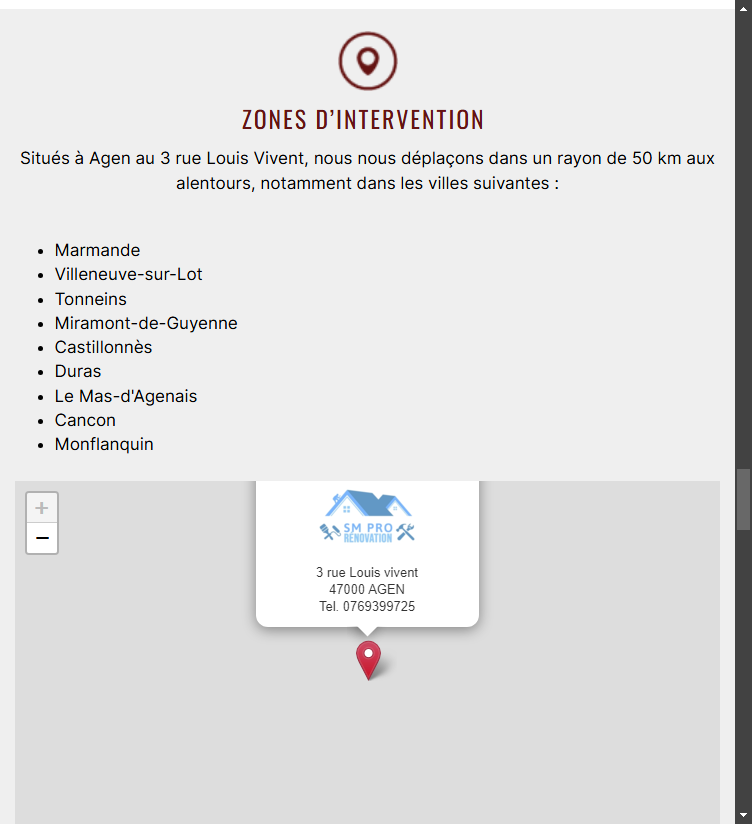 ZONES D’INTERVENTION
Situés à Agen au 3 rue Louis Vivent, nous nous déplaçons dans un rayon de 50 km aux
alentours, notamment dans les villes suivantes :
Marmande
Villeneuve-sur-Lot
Tonneins
Miramont-de-Guyenne
Castillonnès
Duras
Le Mas-d'Agenais
Cancon
Monflanquin
+
−
SM PRO
RÉNOVATION
3 rue Louis vivent
47000 AGEN
Tel. 0769399725